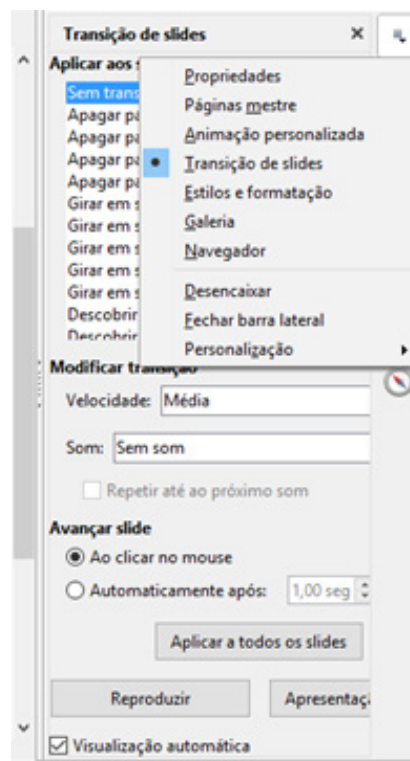 Transição de slides
Aplicar aos s
Sem trans
Apagar pa
Apagar pa
Apagar pa
Apagar pa
Girar em s
Girar em s
Girar em s
Girar em s
Girar em s
Descobrir
Descobrir
Propriedades
Páginas mestre
Animação personalizada
Transição de slides
Estilos e formatação
Galeria
Navegador
Desencaixar
Fechar barra lateral
Personalização
Modificar transição
Velocidade: Média
Som: Sem som
Repetir até ao próximo som
Avançar slide
Ao clicar no mouse
Automaticamente após: 1,00 seg
Aplicar a todos os slides
Reproduzir Apresentaç
Visualização automática